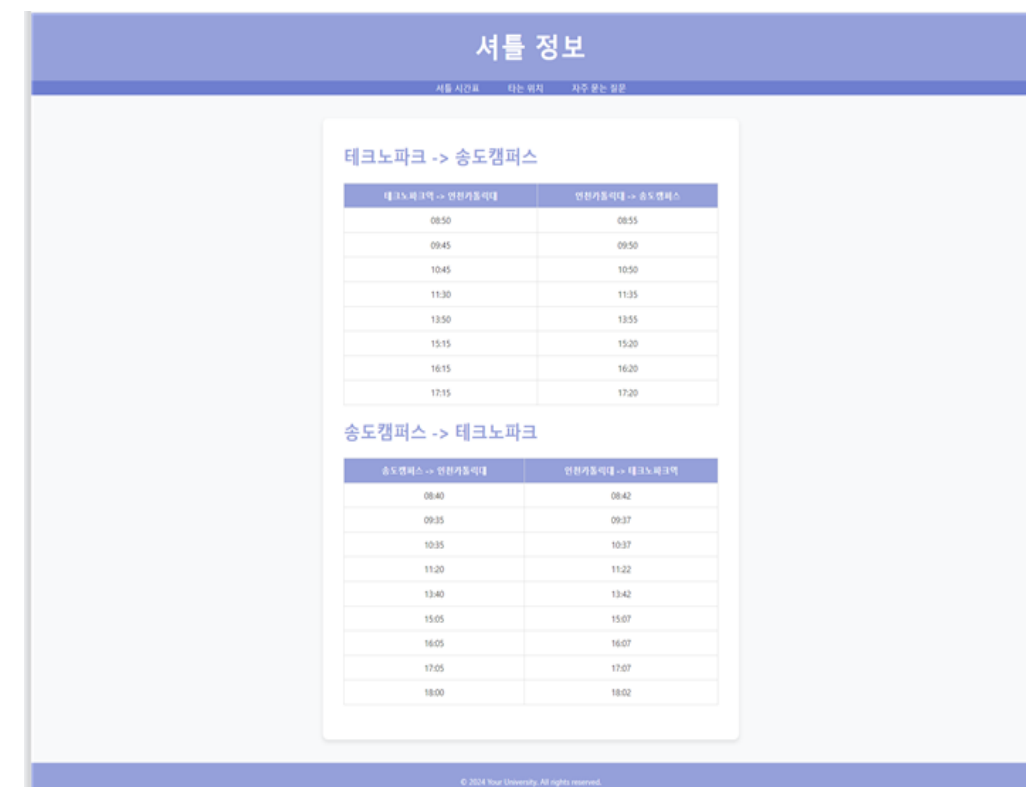 셔틀 정보
셔틀 시간표 타는 위치 자주 묻는 질문
테크노파크 -> 송도캠퍼스
테크노파크역 -> 인천가톨릭대 인천가톨릭대 -> 송도캠퍼스
08:50 08:55
09:45 09:50
10:45 10:50
11:30 11:35
13:50 13:55
15:15 15:20
16:15 16:20
17:15 17:20
송도캠퍼스 -> 테크노파크
송도캠퍼스 -> 인천가톨릭대 인천가톨릭대 -> 테크노파크역
08:40 08:42
09:35 09:37
10:35 10:37
11:20 11:22
13:40 13:42
15:05 15:07
16:05 16:07
17:05 17:07
18:00 18:02
© 2024 Your University. All rights reserved.